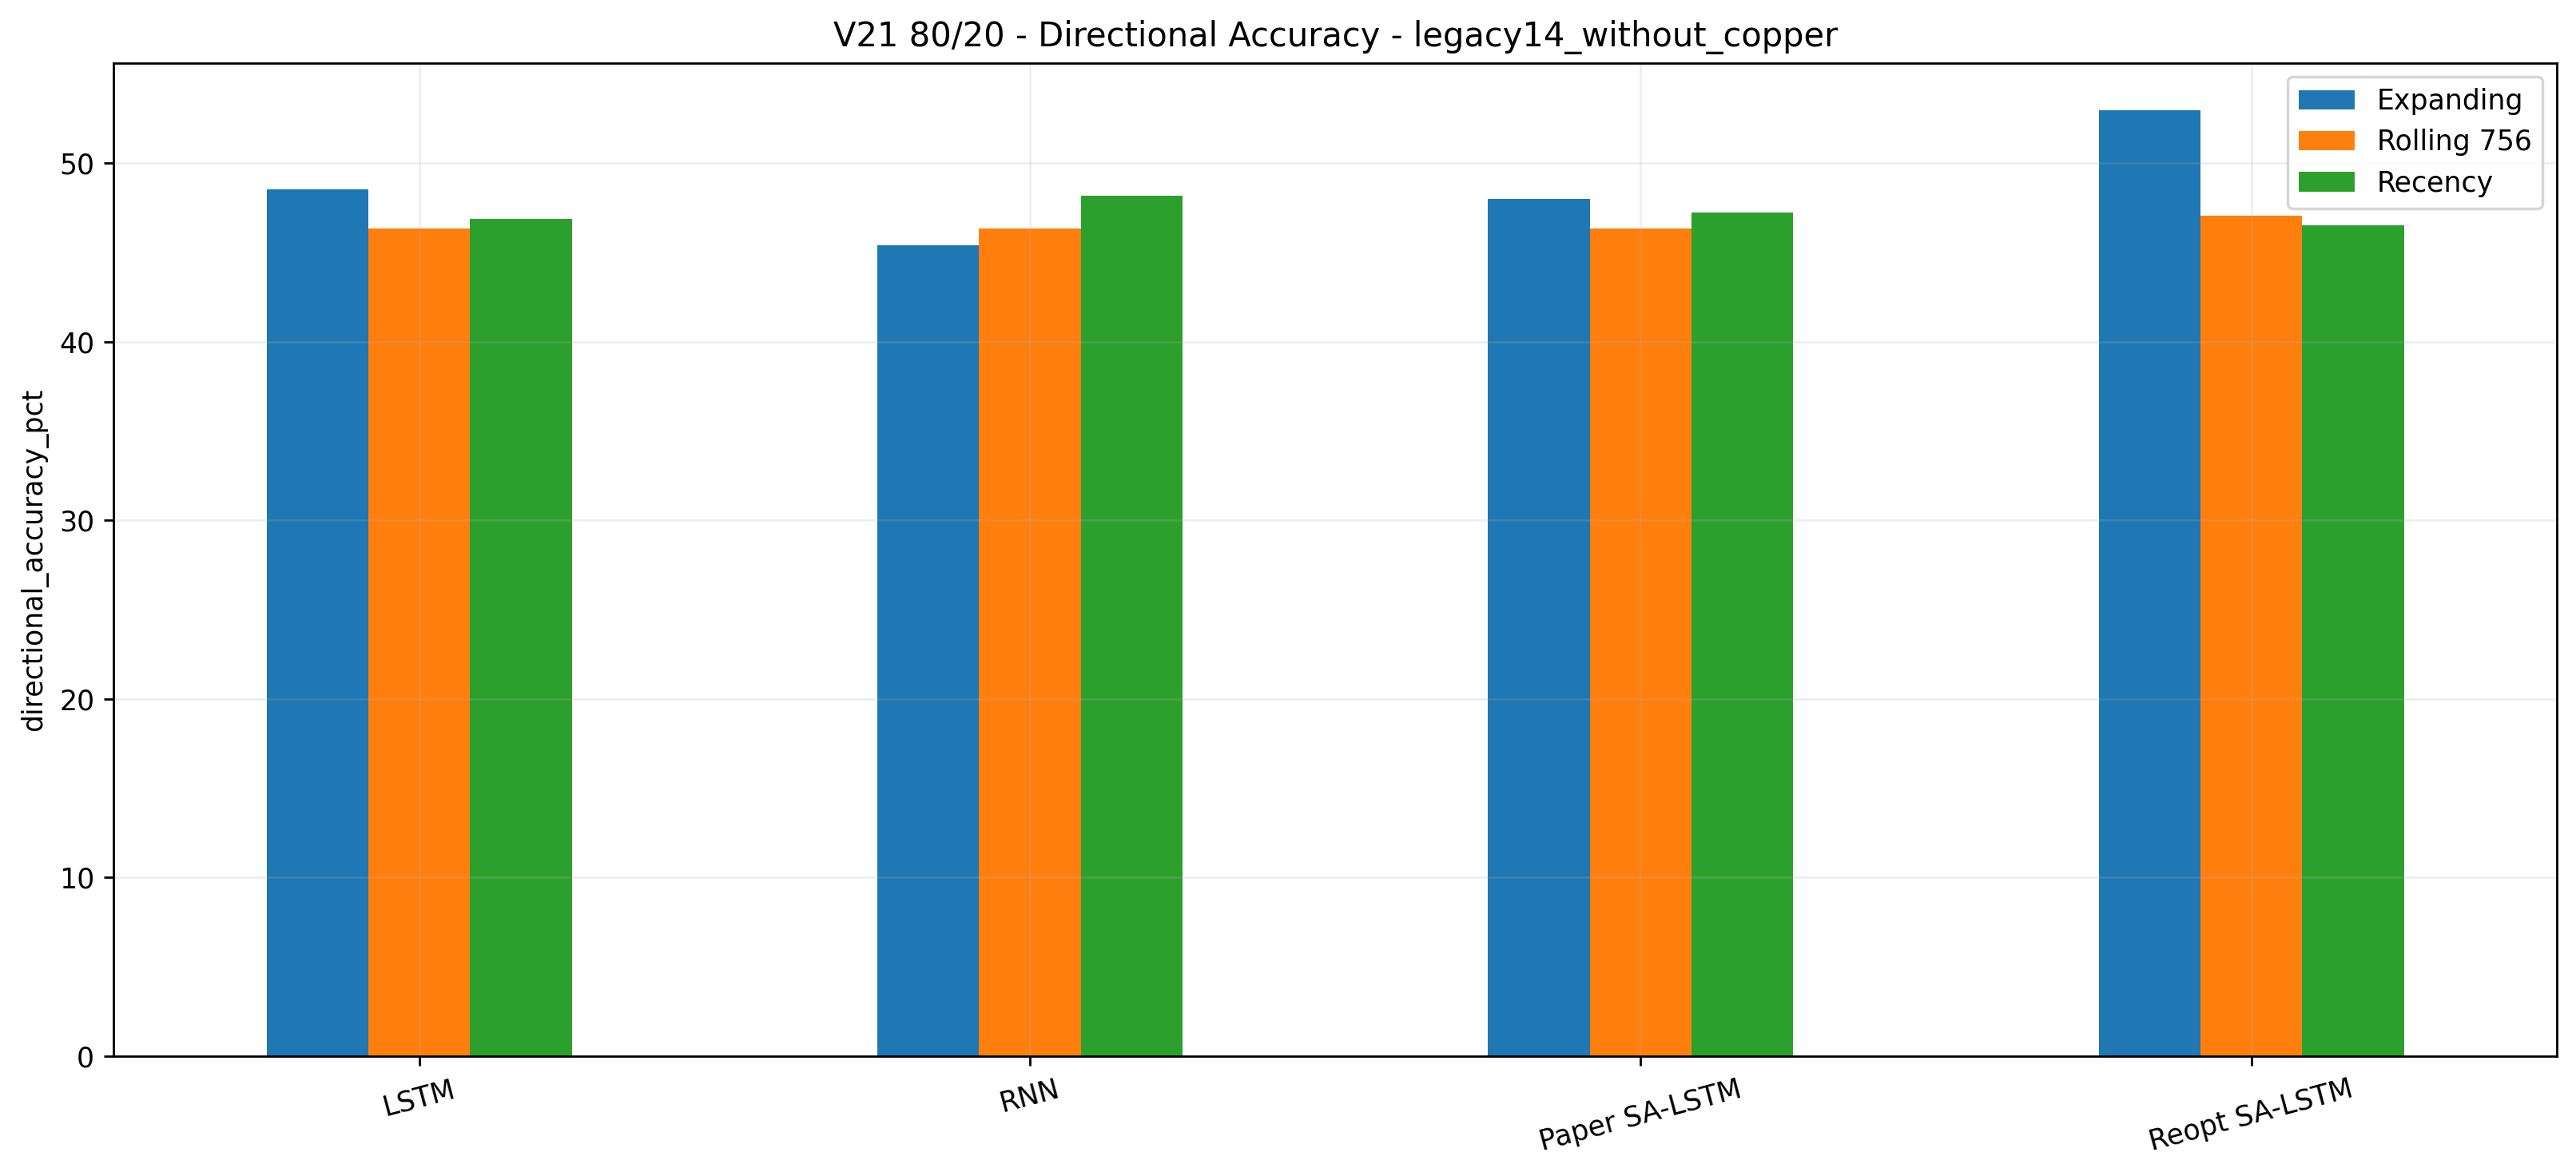 V21 80/20 - Directional Accuracy - legacy14_without_copper
Expanding
Rolling 756
Recency
directional_accuracy_pct
50
40
30
20
10
0
LSTM
RNN
Paper SA-LSTM
Reopt SA-LSTM